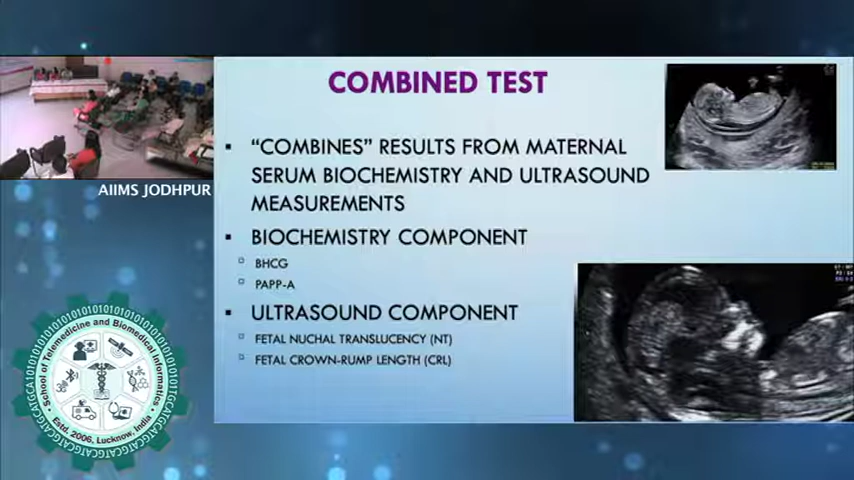 COMBINED TEST
"COMBINES" RESULTS FROM MATERNAL
SERUM BIOCHEMISTRY AND ULTRASOUND
MEASUREMENTS
BIOCHEMISTRY COMPONENT
BHCG
PAPP-A
ULTRASOUND COMPONENT
FETAL NUCHAL TRANSLUCENCY (NT)
FETAL CROWN-RUMP LENGTH (CRL)
AIIMS JODHPUR
School of Telemedicine and Biomedical Informatics
Estd. 2006, Lucknow, India